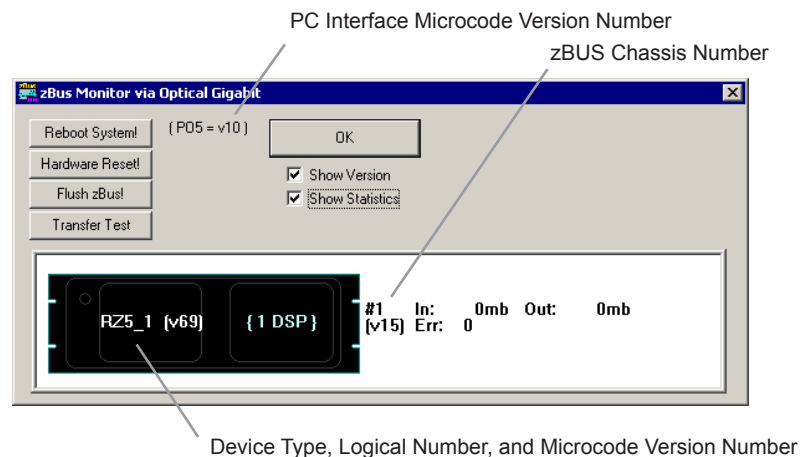 PC Interface Microcode Version Number
zBUS Chassis Number
zBus Monitor via Optical Gigabit
Reboot System!
( PO5 = v10 )
OK
Hardware Reset!
Show Version
Flush zBus!
Show Statistics
Transfer Test
RZ5_1 (v69)
{ 1 DSP }
#1 In: 0mb Out: 0mb
(v15) Err: 0
Device Type, Logical Number, and Microcode Version Number